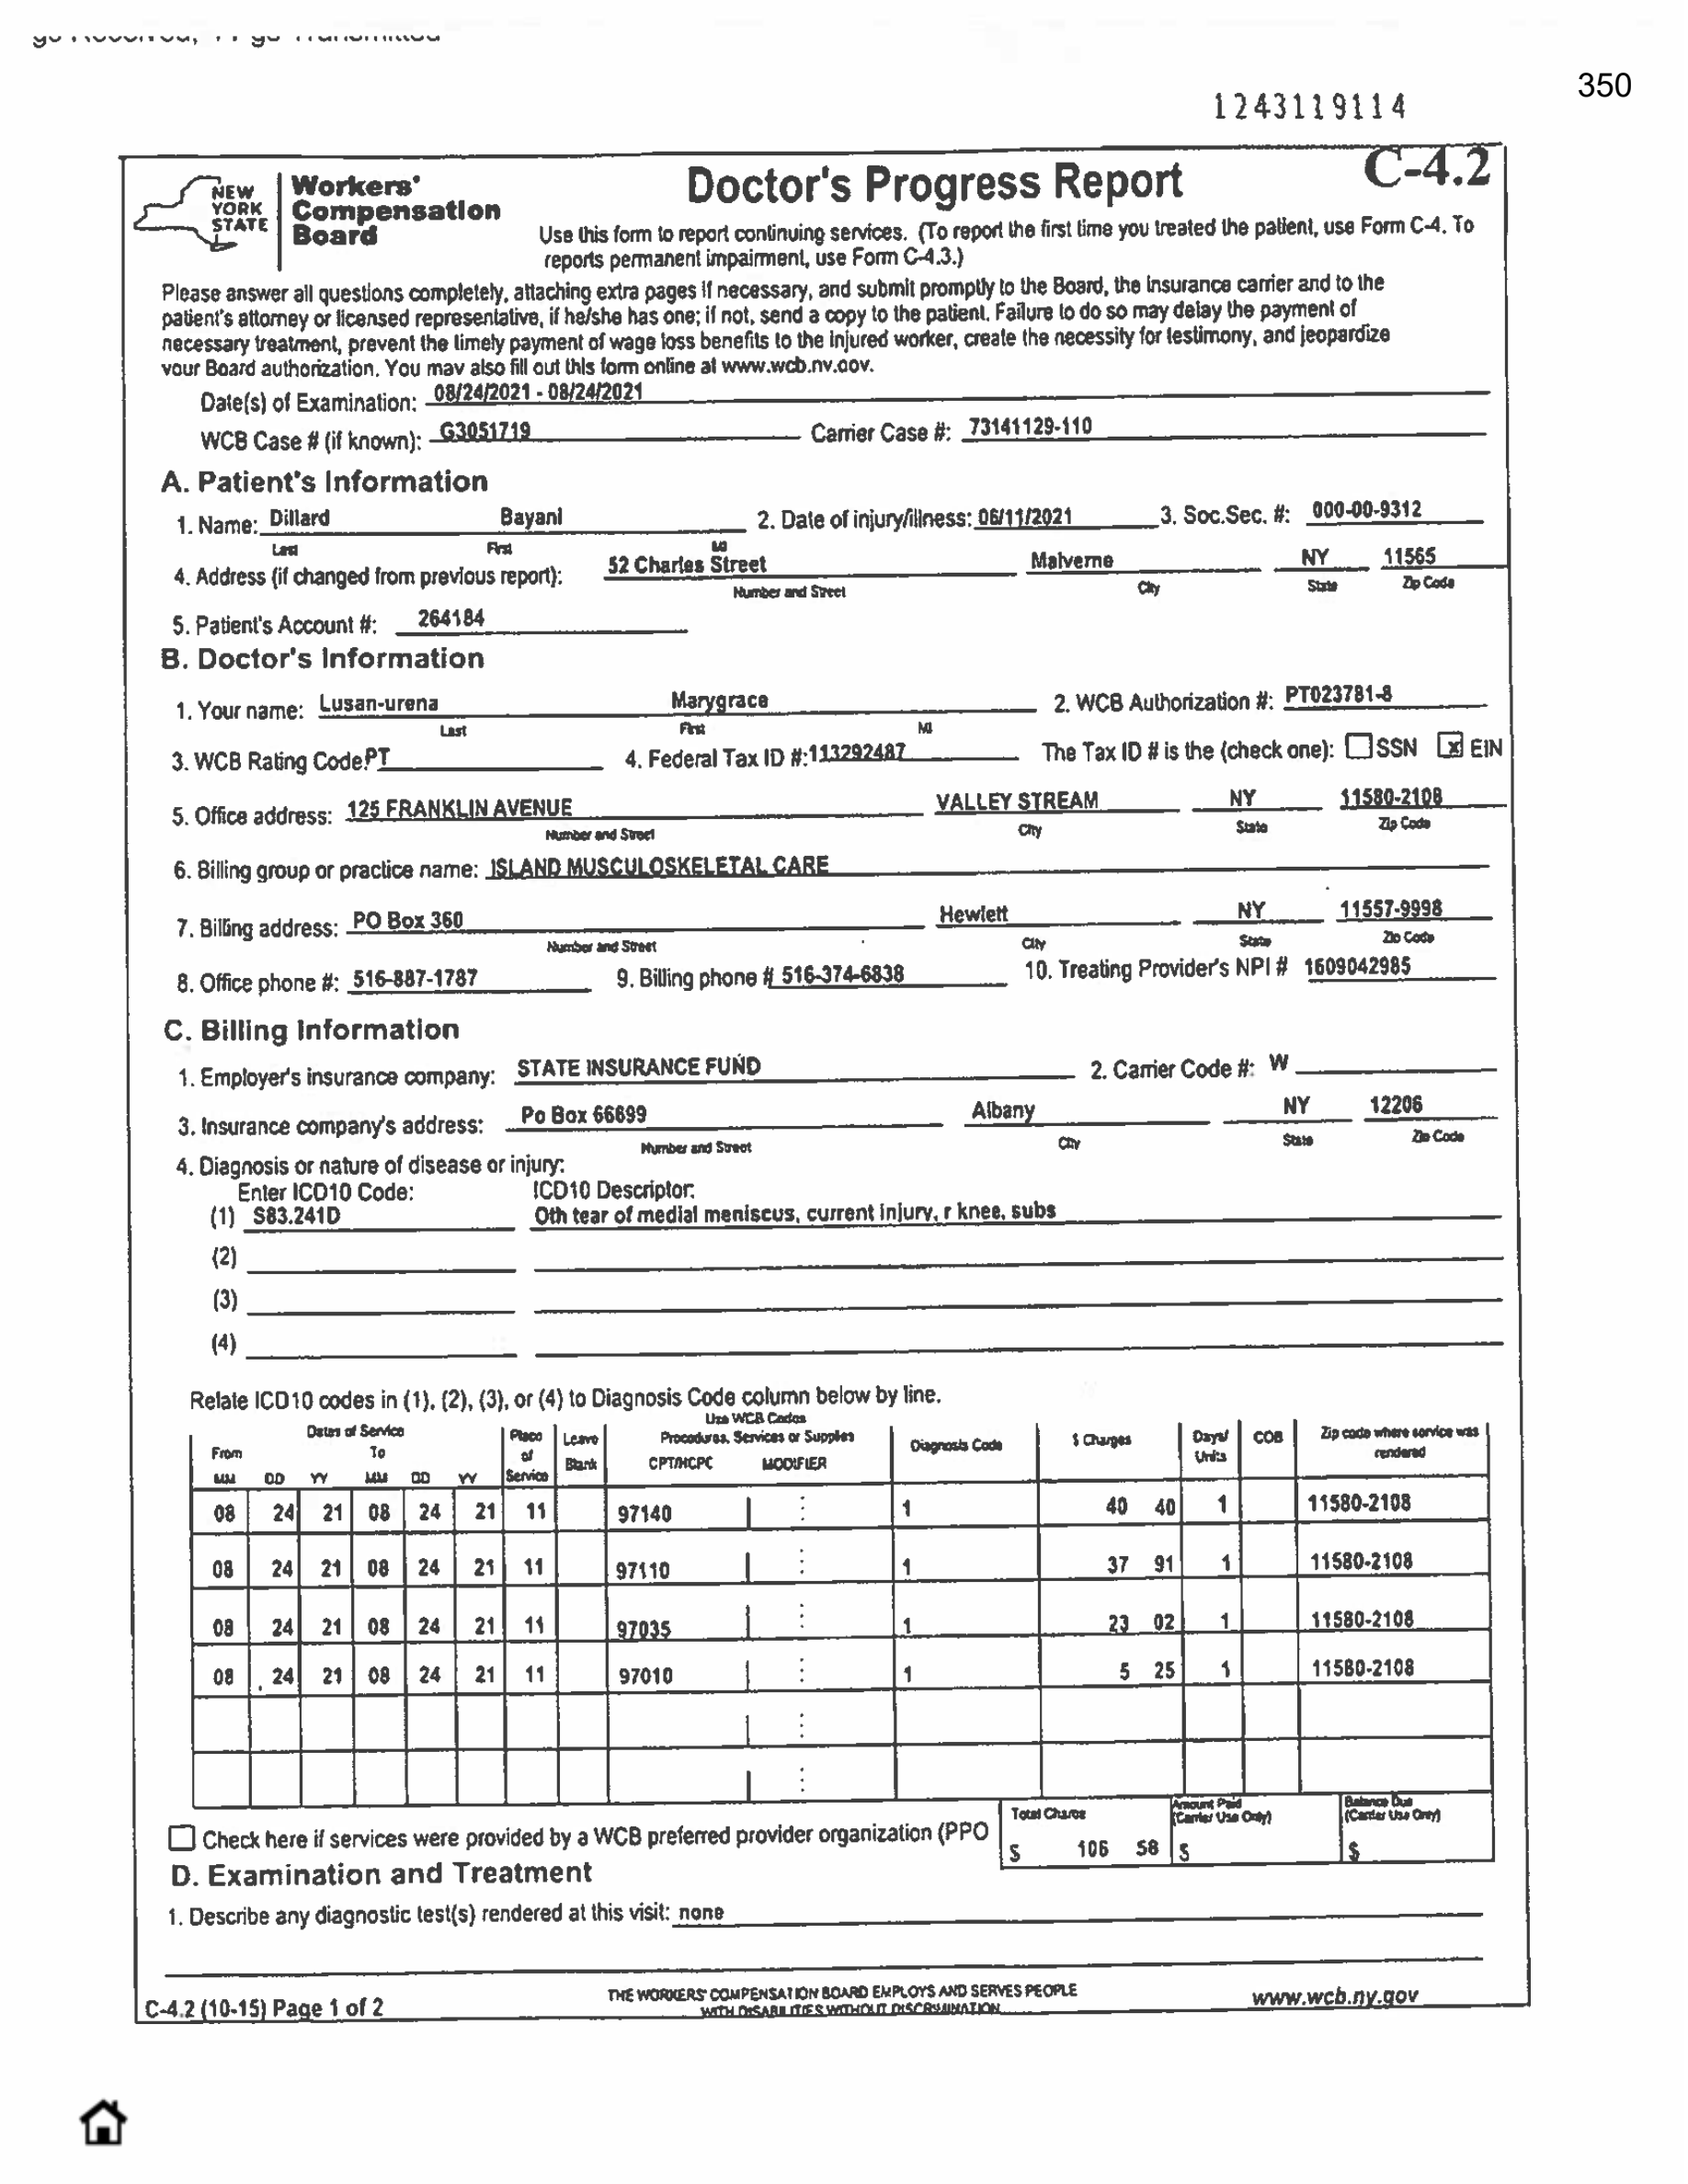 350
1243119114
NEW YORK STATE
Workers' Compensation Board
Doctor's Progress Report
C-4.2
Use this form to report continuing services. (To report the first time you treated the patient, use Form C-4. To
reports permanent impairment, use Form C-4.3.)
Please answer all questions completely, attaching extra pages if necessary, and submit promptly to the Board, the insurance carrier and to the
patient's attorney or licensed representative, if he/she has one; if not, send a copy to the patient. Failure to do so may delay the payment of
necessary treatment, prevent the timely payment of wage loss benefits to the injured worker, create the necessity for testimony, and jeopardize
your Board authorization. You may also fill out this form online at www.wcb.ny.gov.
Date(s) of Examination: 08/24/2021 - 08/24/2021
WCB Case # (if known): G3051719 Carrier Case #: 73141129-110
A. Patient's Information
1. Name: Dillard Bayani 2. Date of injury/illness: 06/11/2021 3. Soc.Sec. #: 000-00-9312
Last First MI
4. Address (if changed from previous report): 52 Charles Street Malverne NY 11565
Number and Street City State Zip Code
5. Patient's Account #: 264184
B. Doctor's Information
1. Your name: Lusan-urena Marygrace 2. WCB Authorization #: PT023781-8
Last First MI
3. WCB Rating Code PT 4. Federal Tax ID #: 113292487 The Tax ID # is the (check one): SSN x EIN
5. Office address: 125 FRANKLIN AVENUE VALLEY STREAM NY 11580-2108
Number and Street City State Zip Code
6. Billing group or practice name: ISLAND MUSCULOSKELETAL CARE
7. Billing address: PO Box 360 Hewlett NY 11557-9998
Number and Street City State Zip Code
8. Office phone #: 516-887-1787 9. Billing phone # 516-374-6838 10. Treating Provider's NPI # 1609042985
C. Billing Information
1. Employer's insurance company: STATE INSURANCE FUND 2. Carrier Code #: W
3. Insurance company's address: Po Box 66699 Albany NY 12206
Number and Street City State Zip Code
4. Diagnosis or nature of disease or injury:
Enter ICD10 Code: ICD10 Descriptor:
(1) S83.241D Oth tear of medial meniscus, current injury, r knee, subs
(2)
(3)
(4)
Relate ICD10 codes in (1), (2), (3), or (4) to Diagnosis Code column below by line.
Dates of Service Place of Service Leave Blank Use WCB Codes Procedures, Services or Supplies Diagnosis Code $ Charges Days/ Units COB Zip code where service was rendered
From To CPT/HCPC MODIFIER
MM DD YY MM DD YY
08 24 21 08 24 21 11 97140 1 40 40 1 11580-2108
08 24 21 08 24 21 11 97110 1 37 91 1 11580-2108
08 24 21 08 24 21 11 97035 1 23 02 1 11580-2108
08 24 21 08 24 21 11 97010 1 5 25 1 11580-2108
Total Charge Amount Paid (Carrier Use Only) Balance Due (Carrier Use Only)
Check here if services were provided by a WCB preferred provider organization (PPO $ 106 58 $ $
D. Examination and Treatment
1. Describe any diagnostic test(s) rendered at this visit: none
C-4.2 (10-15) Page 1 of 2
THE WORKERS' COMPENSATION BOARD EMPLOYS AND SERVES PEOPLE
WITH DISABILITIES WITHOUT DISCRIMINATION
www.wcb.ny.gov